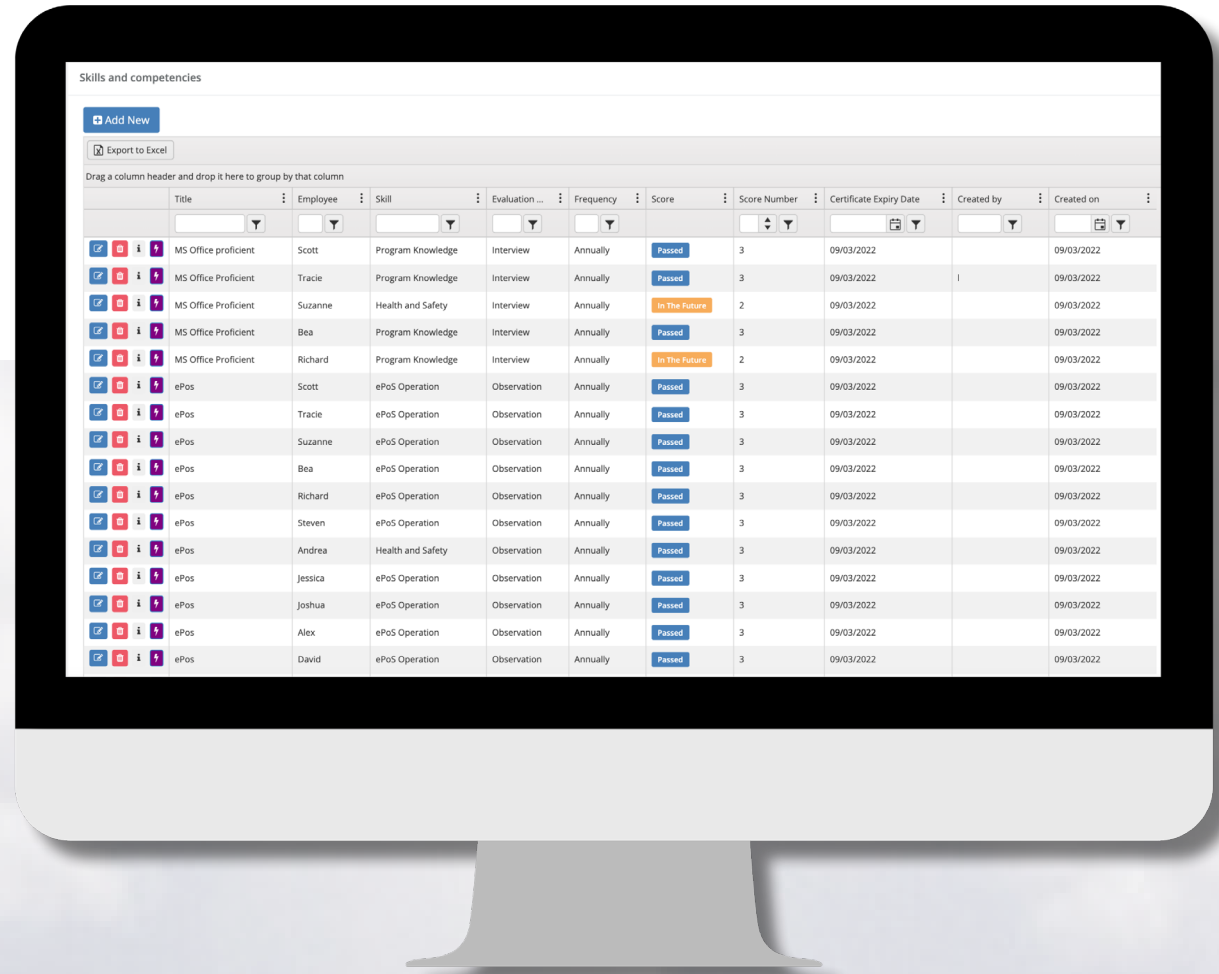 Skills and competencies
Add New
Export to Excel
Drag a column header and drop it here to group by that column
Title Employee Skill Evaluation ... Frequency Score Score Number Certificate Expiry Date Created by Created on
MS Office proficient Scott Program Knowledge Interview Annually Passed 3 09/03/2022 09/03/2022
MS Office Proficient Tracie Program Knowledge Interview Annually Passed 3 09/03/2022 09/03/2022
MS Office Proficient Suzanne Health and Safety Interview Annually In The Future 2 09/03/2022 09/03/2022
MS Office Proficient Bea Program Knowledge Interview Annually Passed 3 09/03/2022 09/03/2022
MS Office Proficient Richard Program Knowledge Interview Annually In The Future 2 09/03/2022 09/03/2022
ePos Scott ePoS Operation Observation Annually Passed 3 09/03/2022 09/03/2022
ePos Tracie ePoS Operation Observation Annually Passed 3 09/03/2022 09/03/2022
ePos Suzanne ePoS Operation Observation Annually Passed 3 09/03/2022 09/03/2022
ePos Bea ePoS Operation Observation Annually Passed 3 09/03/2022 09/03/2022
ePos Richard ePoS Operation Observation Annually Passed 3 09/03/2022 09/03/2022
ePos Steven ePoS Operation Observation Annually Passed 3 09/03/2022 09/03/2022
ePos Andrea Health and Safety Observation Annually Passed 3 09/03/2022 09/03/2022
ePos Jessica ePoS Operation Observation Annually Passed 3 09/03/2022 09/03/2022
ePos Joshua ePoS Operation Observation Annually Passed 3 09/03/2022 09/03/2022
ePos Alex ePoS Operation Observation Annually Passed 3 09/03/2022 09/03/2022
ePos David ePoS Operation Observation Annually Passed 3 09/03/2022 09/03/2022